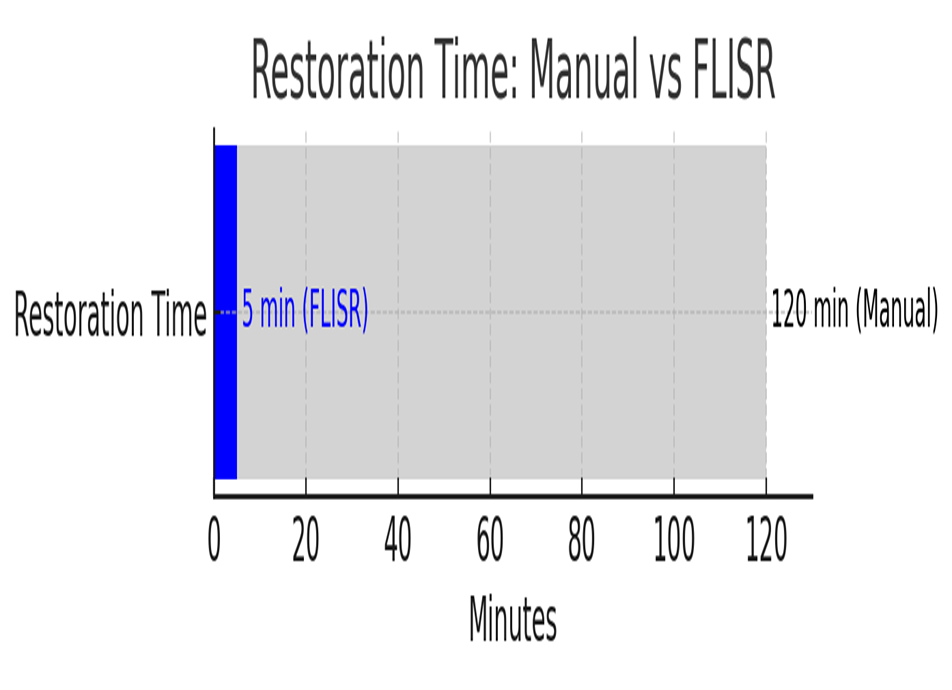 Restoration Time: Manual vs FLISR
Restoration Time
5 min (FLISR)
120 min (Manual)
0 20 40 60 80 100 120
Minutes